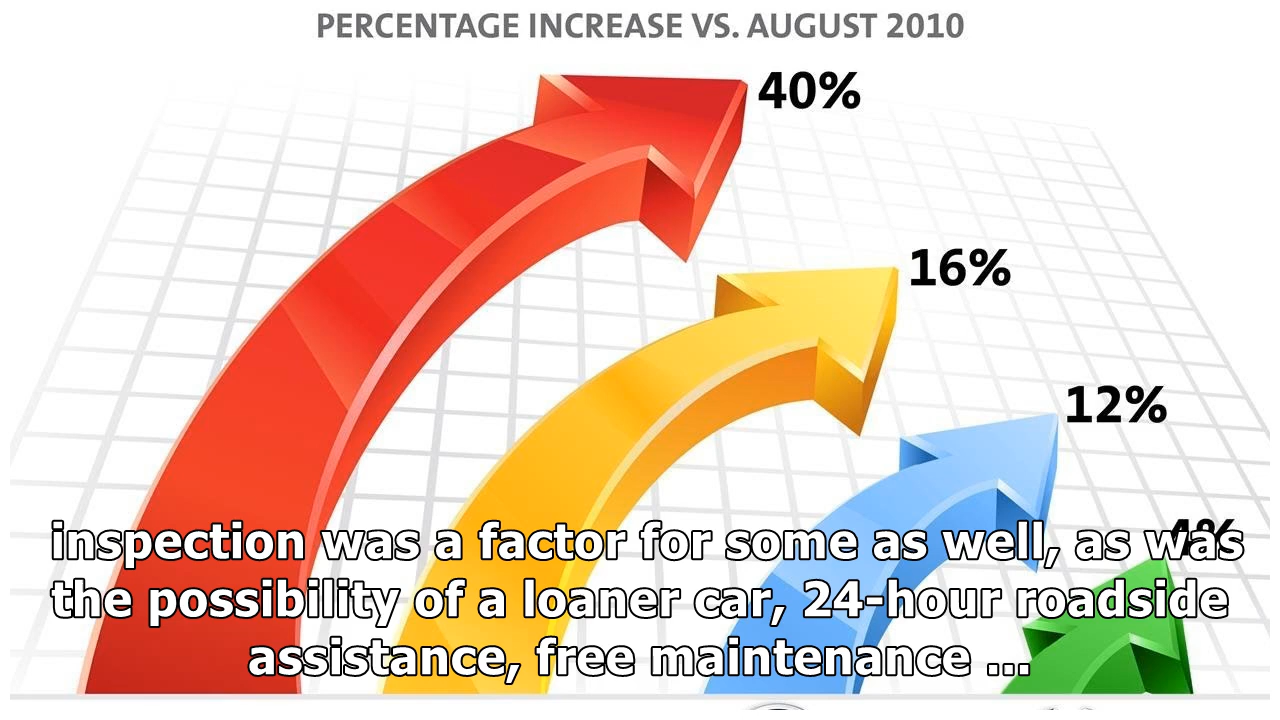 PERCENTAGE INCREASE VS. AUGUST 2010
40%
16%
12%
4%
inspection was a factor for some as well, as was
the possibility of a loaner car, 24-hour roadside
assistance, free maintenance ...